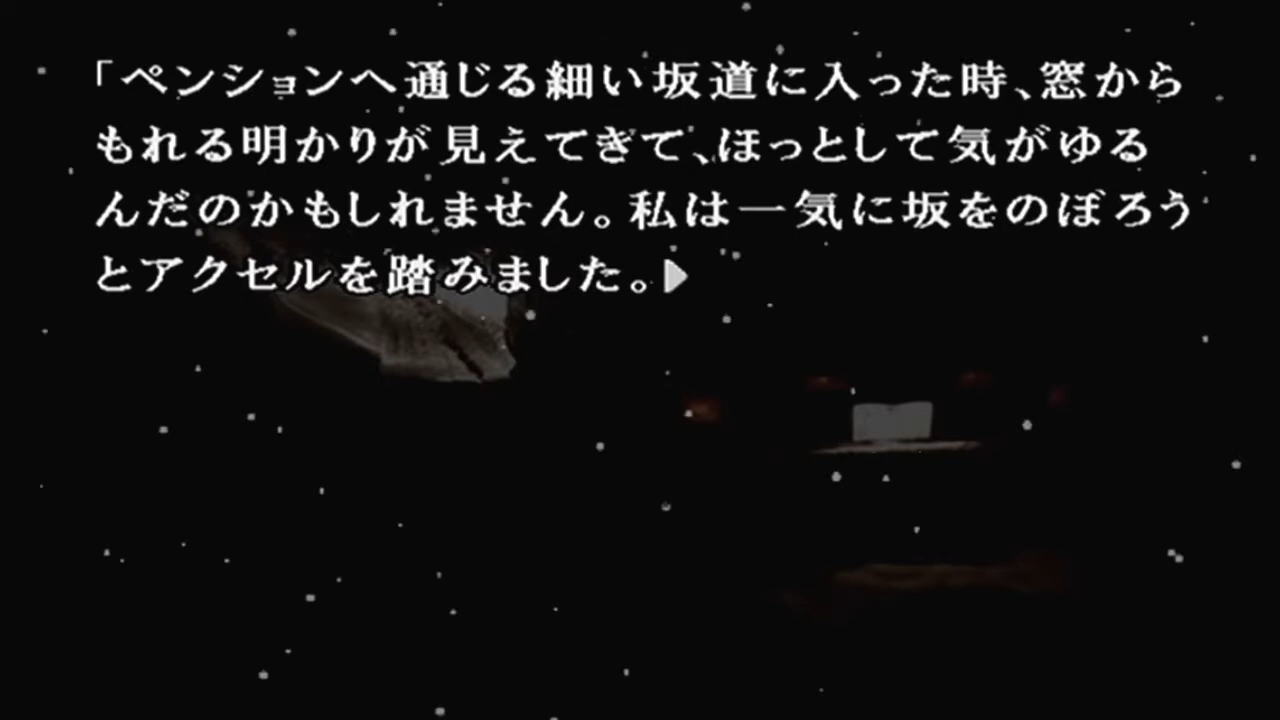 「ペンションへ通じる細い坂道に入った時、窓から
もれる明かりが見えてきて、ほっとして気がゆる
んだのかもしれません。私は一気に坂をのぼろう
とアクセルを踏みました。